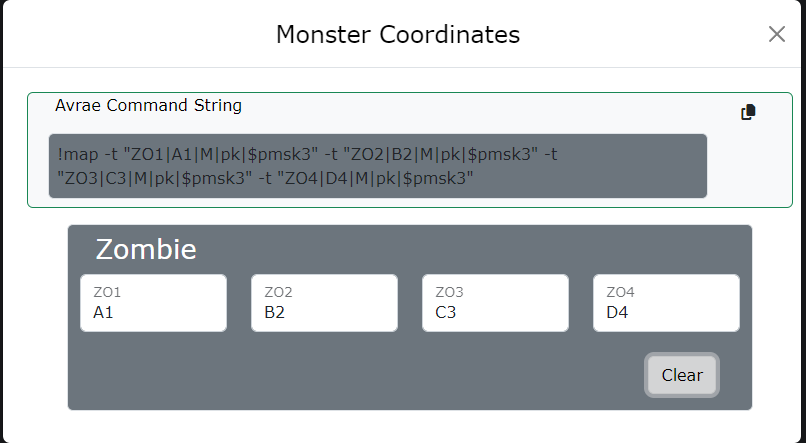 Monster Coordinates
Avrae Command String
!map -t "ZO1|A1|M|pk|$pmsk3" -t "ZO2|B2|M|pk|$pmsk3" -t
"ZO3|C3|M|pk|$pmsk3" -t "ZO4|D4|M|pk|$pmsk3"
Zombie
ZO1 ZO2 ZO3 ZO4
A1 B2 C3 D4
Clear